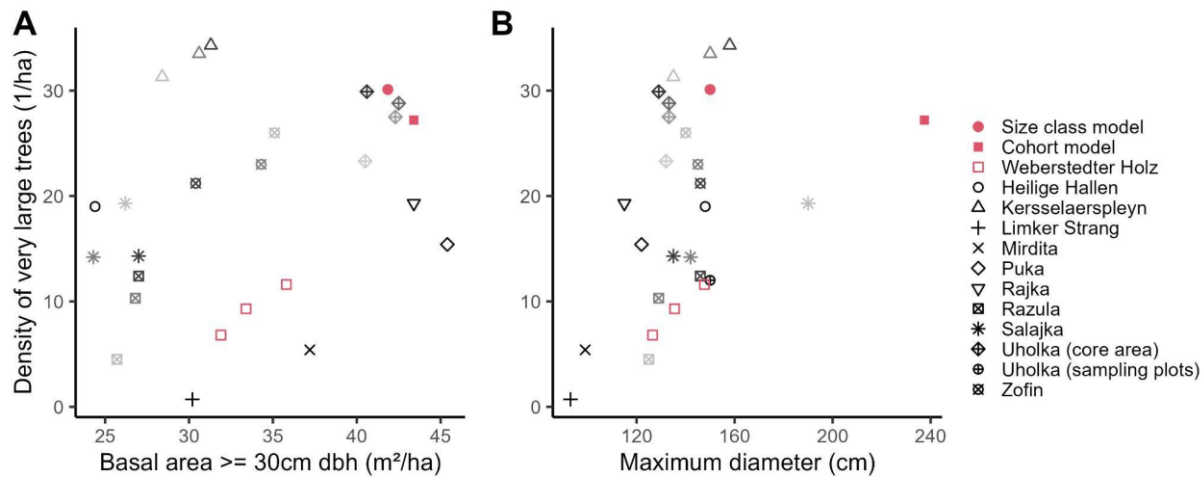 A
B
Density of very large trees (1/ha)
30
20
10
0
25 30 35 40 45
Basal area >= 30cm dbh (m²/ha)
30
20
10
0
120 160 200 240
Maximum diameter (cm)
Size class model
Cohort model
Weberstedter Holz
Heilige Hallen
Kersselaerspleyn
Limker Strang
Mirdita
Puka
Rajka
Razula
Salajka
Uholka (core area)
Uholka (sampling plots)
Zofin